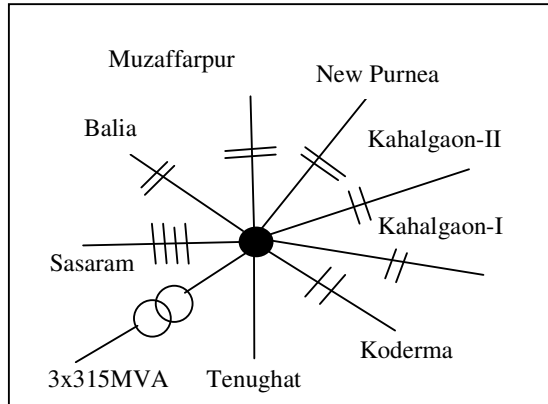 Muzaffarpur
New Purnea
Balia
Kahalgaon-II
Kahalgaon-I
Sasaram
Koderma
3x315MVA
Tenughat